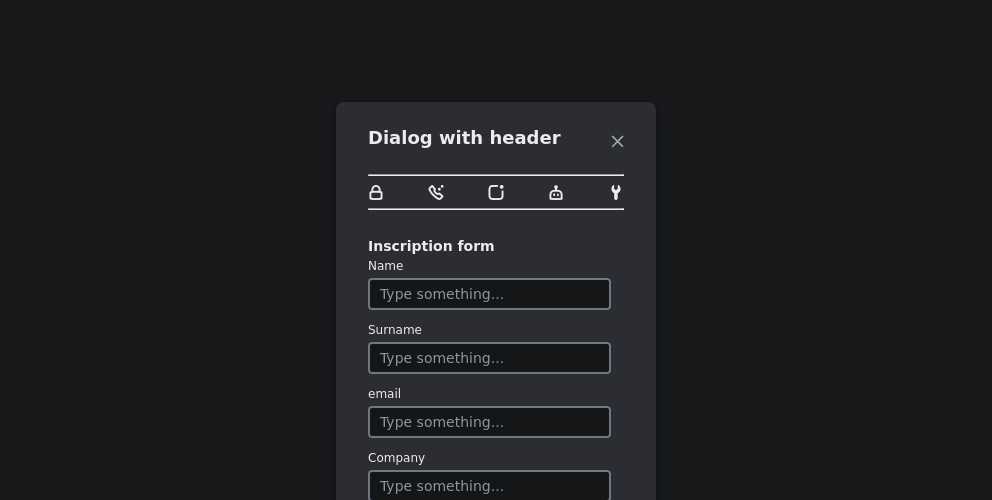 Dialog with header
Inscription form
Name
Type something...
Surname
Type something...
email
Type something...
Company
Type something...